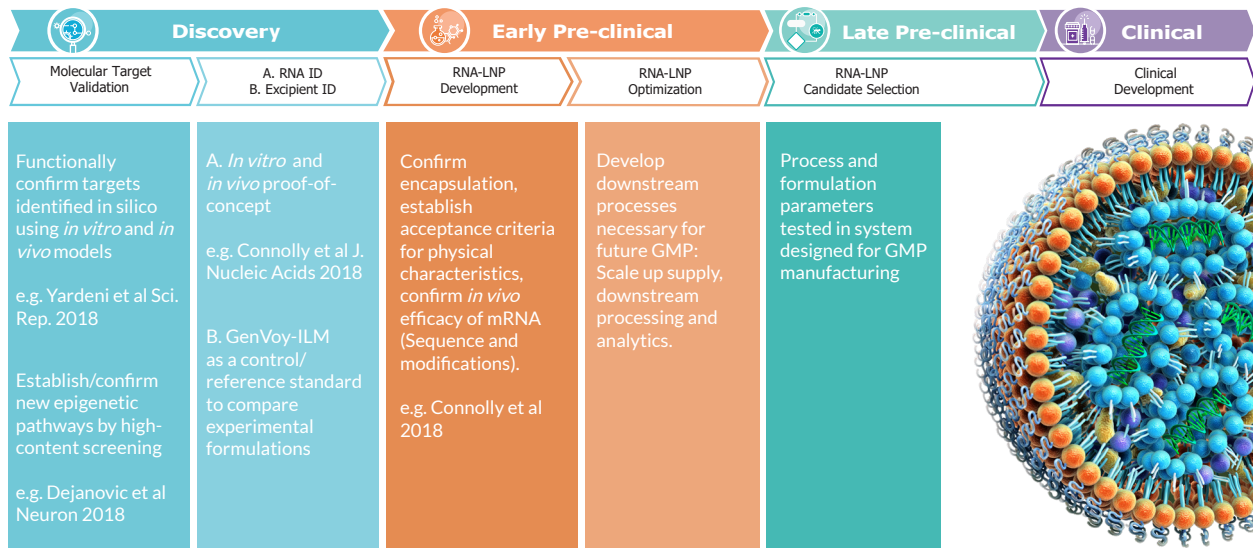 Discovery
Early Pre-clinical
Late Pre-clinical
Clinical
Molecular Target
Validation
A. RNA ID
B. Excipient ID
RNA-LNP
Development
RNA-LNP
Optimization
RNA-LNP
Candidate Selection
Clinical
Development
Functionally
confirm targets
identified in silico
using in vitro and in
vivo models
e.g. Yardeni et al Sci.
Rep. 2018
Establish/confirm
new epigenetic
pathways by high-
content screening
e.g. Dejanovic et al
Neuron 2018
A. In vitro and
in vivo proof-of-
concept
e.g. Connolly et al J.
Nucleic Acids 2018
B. GenVoy-ILM
as a control/
reference standard
to compare
experimental
formulations
Confirm
encapsulation,
establish
acceptance criteria
for physical
characteristics,
confirm in vivo
efficacy of mRNA
(Sequence and
modifications).
e.g. Connolly et al
2018
Develop
downstream
processes
necessary for
future GMP:
Scale up supply,
downstream
processing and
analytics.
Process and
formulation
parameters
tested in system
designed for GMP
manufacturing